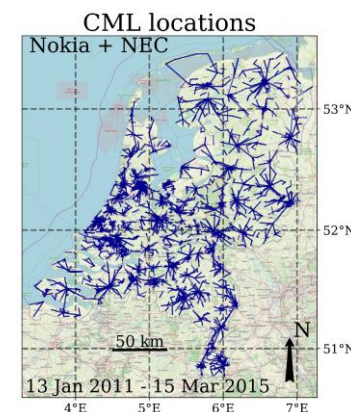 CML locations
Nokia + NEC
53°N
52°N
50 km
N
51°N
13 Jan 2011 - 15 Mar 2015
4°E 5°E 6°E 7°E